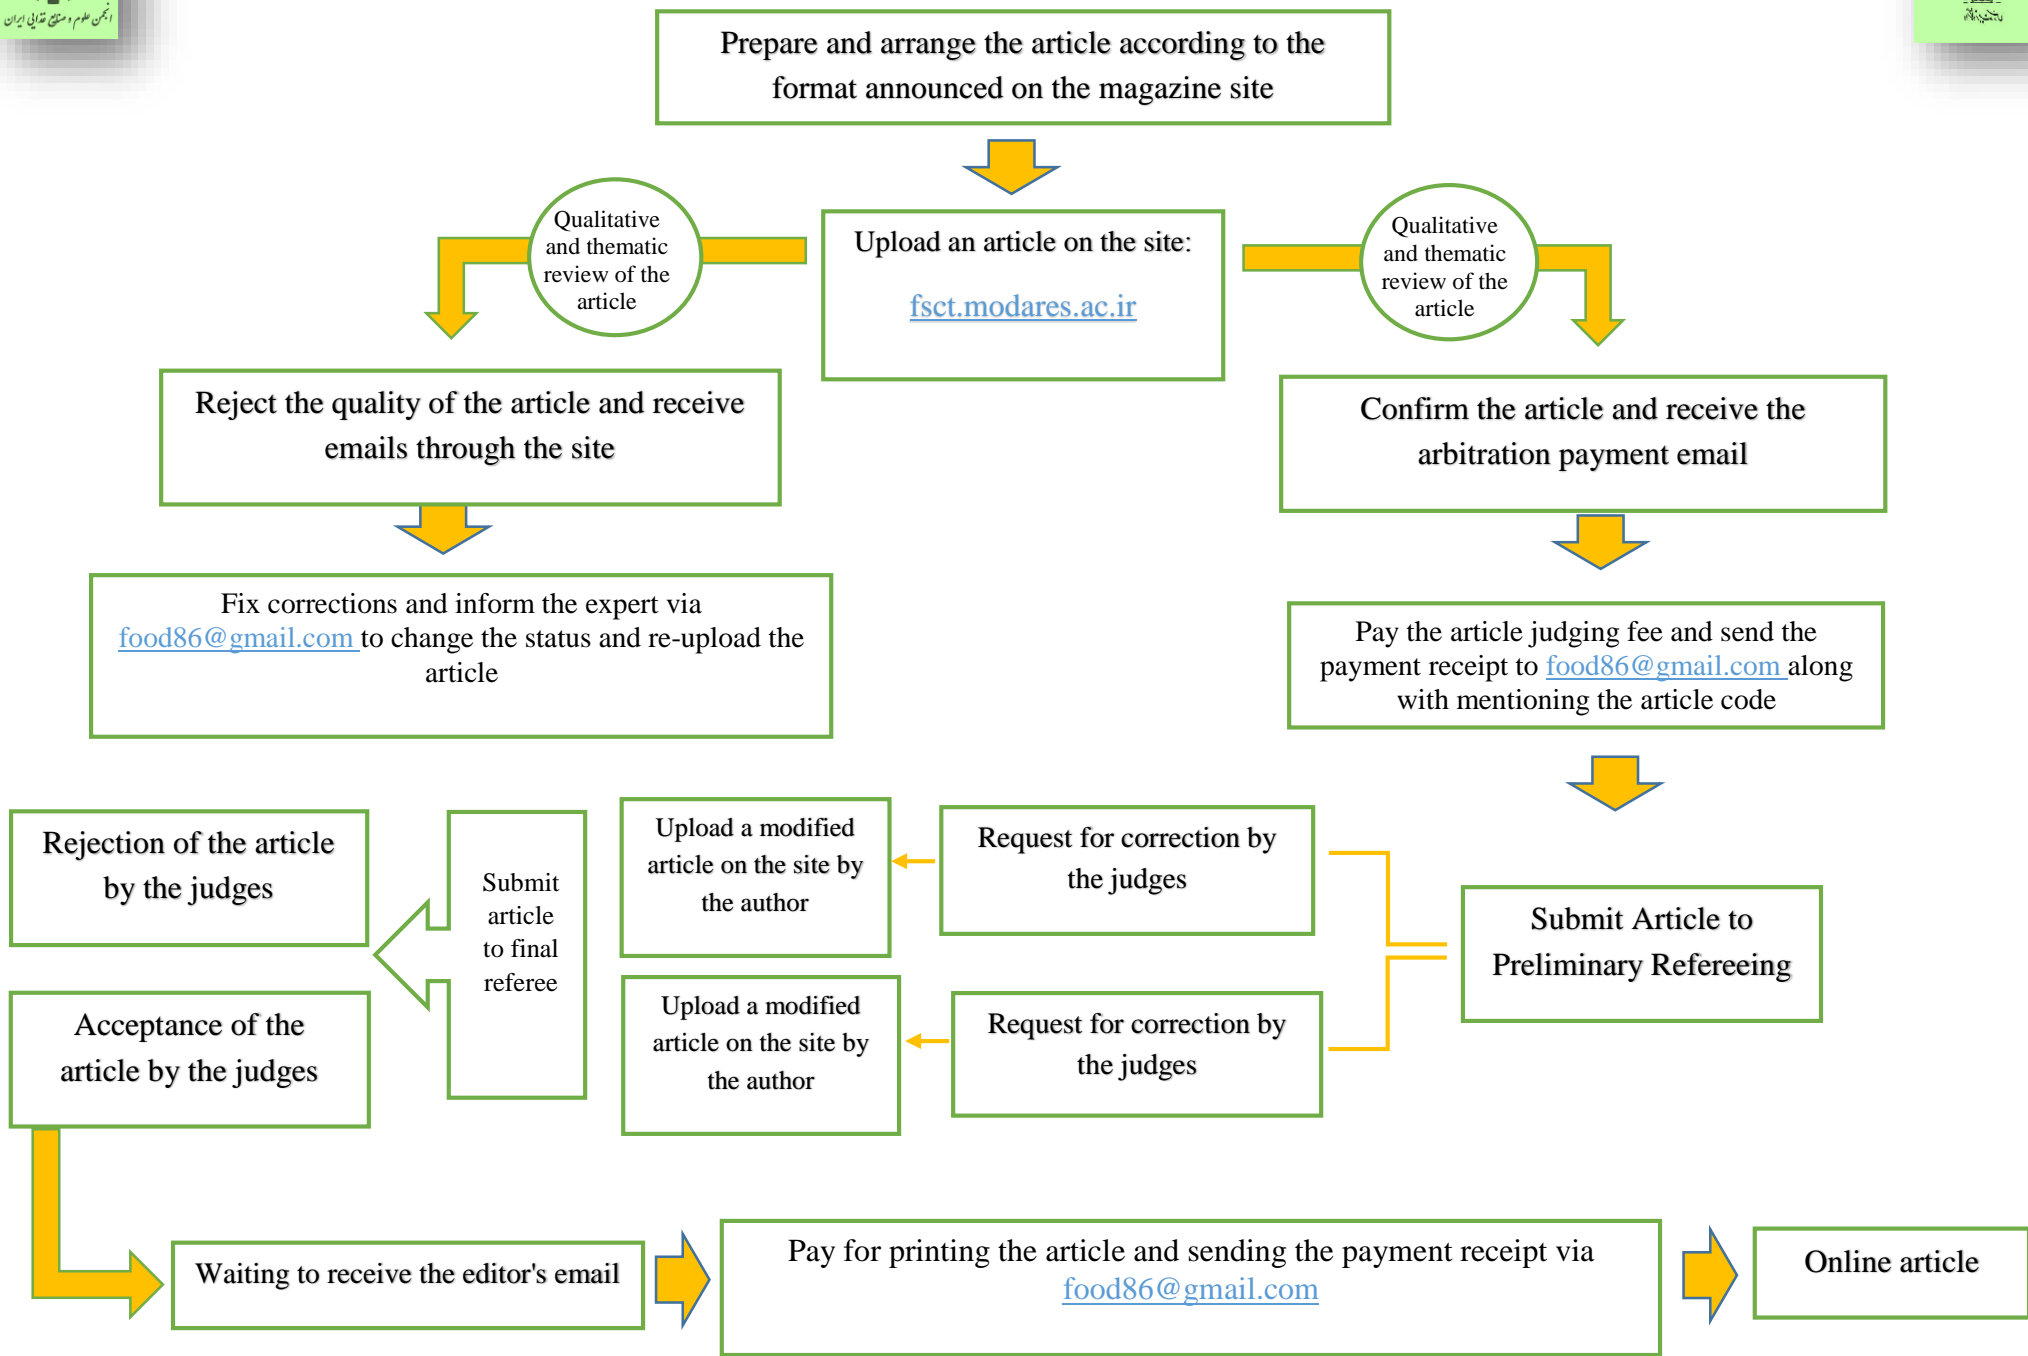 انجمن علوم و صنایع غذایی ایران
Prepare and arrange the article according to the
format announced on the magazine site
Qualitative
and thematic
review of the
article
Upload an article on the site:
fsct.modares.ac.ir
Qualitative
and thematic
review of the
article
Reject the quality of the article and receive
emails through the site
Confirm the article and receive the
arbitration payment email
Fix corrections and inform the expert via
food86@gmail.com to change the status and re-upload the
article
Pay the article judging fee and send the
payment receipt to food86@gmail.com along
with mentioning the article code
Rejection of the article
by the judges
Submit
article
to final
referee
Upload a modified
article on the site by
the author
Request for correction by
the judges
Submit Article to
Preliminary Refereeing
Acceptance of the
article by the judges
Upload a modified
article on the site by
the author
Request for correction by
the judges
Waiting to receive the editor's email
Pay for printing the article and sending the payment receipt via
food86@gmail.com
Online article